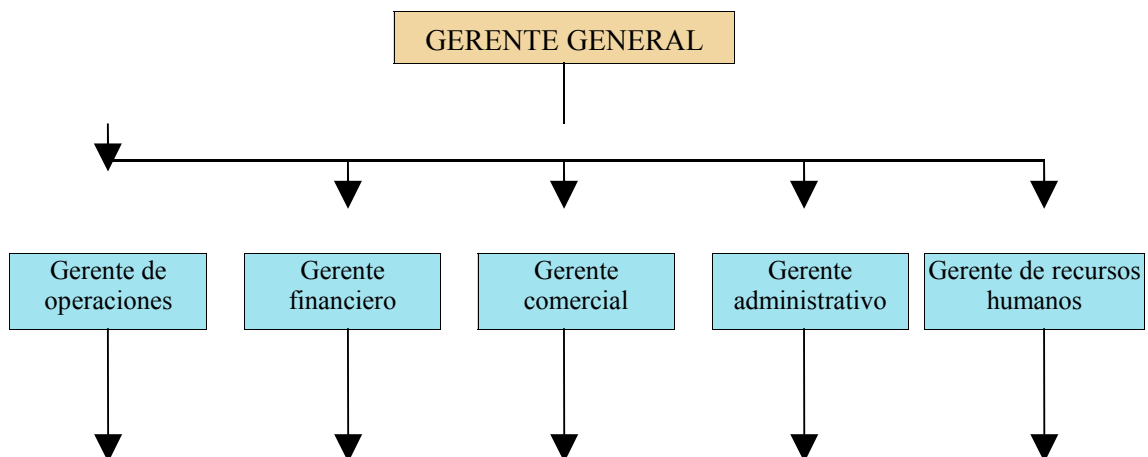 GERENTE GENERAL
Gerente de
operaciones
Gerente
financiero
Gerente
comercial
Gerente
administrativo
Gerente de recursos
humanos